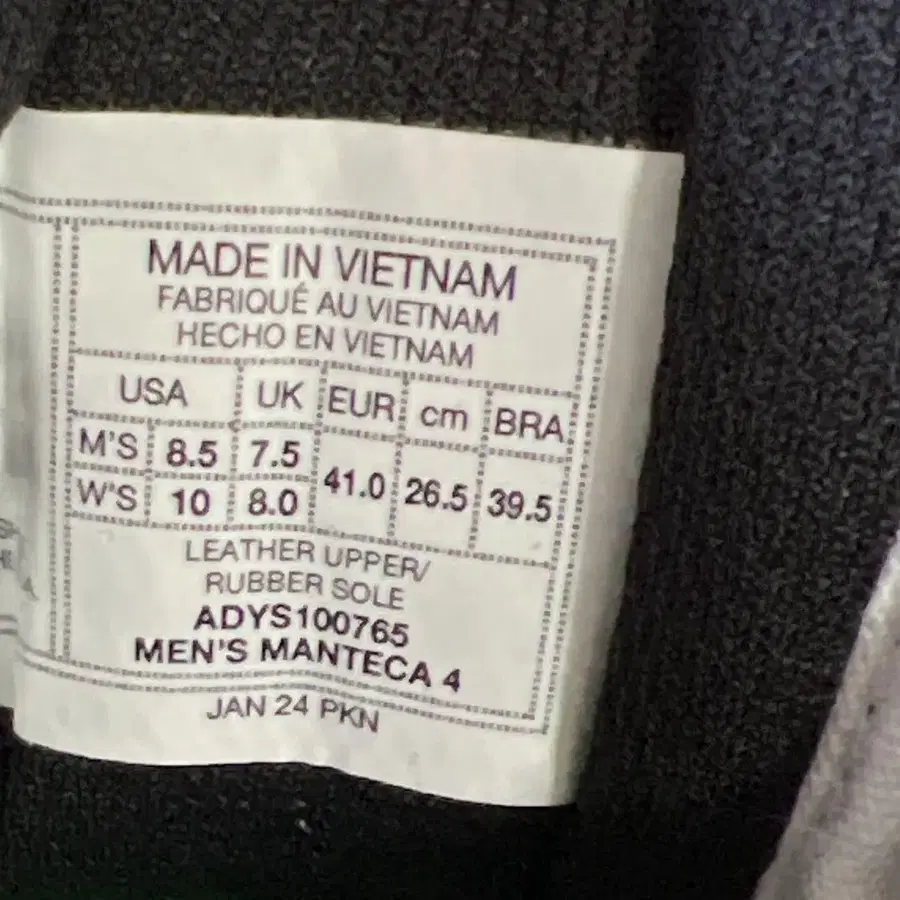 MADE IN VIETNAM
FABRIQUÉ AU VIETNAM
HECHO EN VIETNAM
USA UK EUR cm BRA
M'S 8.5 7.5 41.0 26.5 39.5
W'S 10 8.0
LEATHER UPPER/
RUBBER SOLE
ADYS100765
MEN'S MANTECA 4
JAN 24 PKN